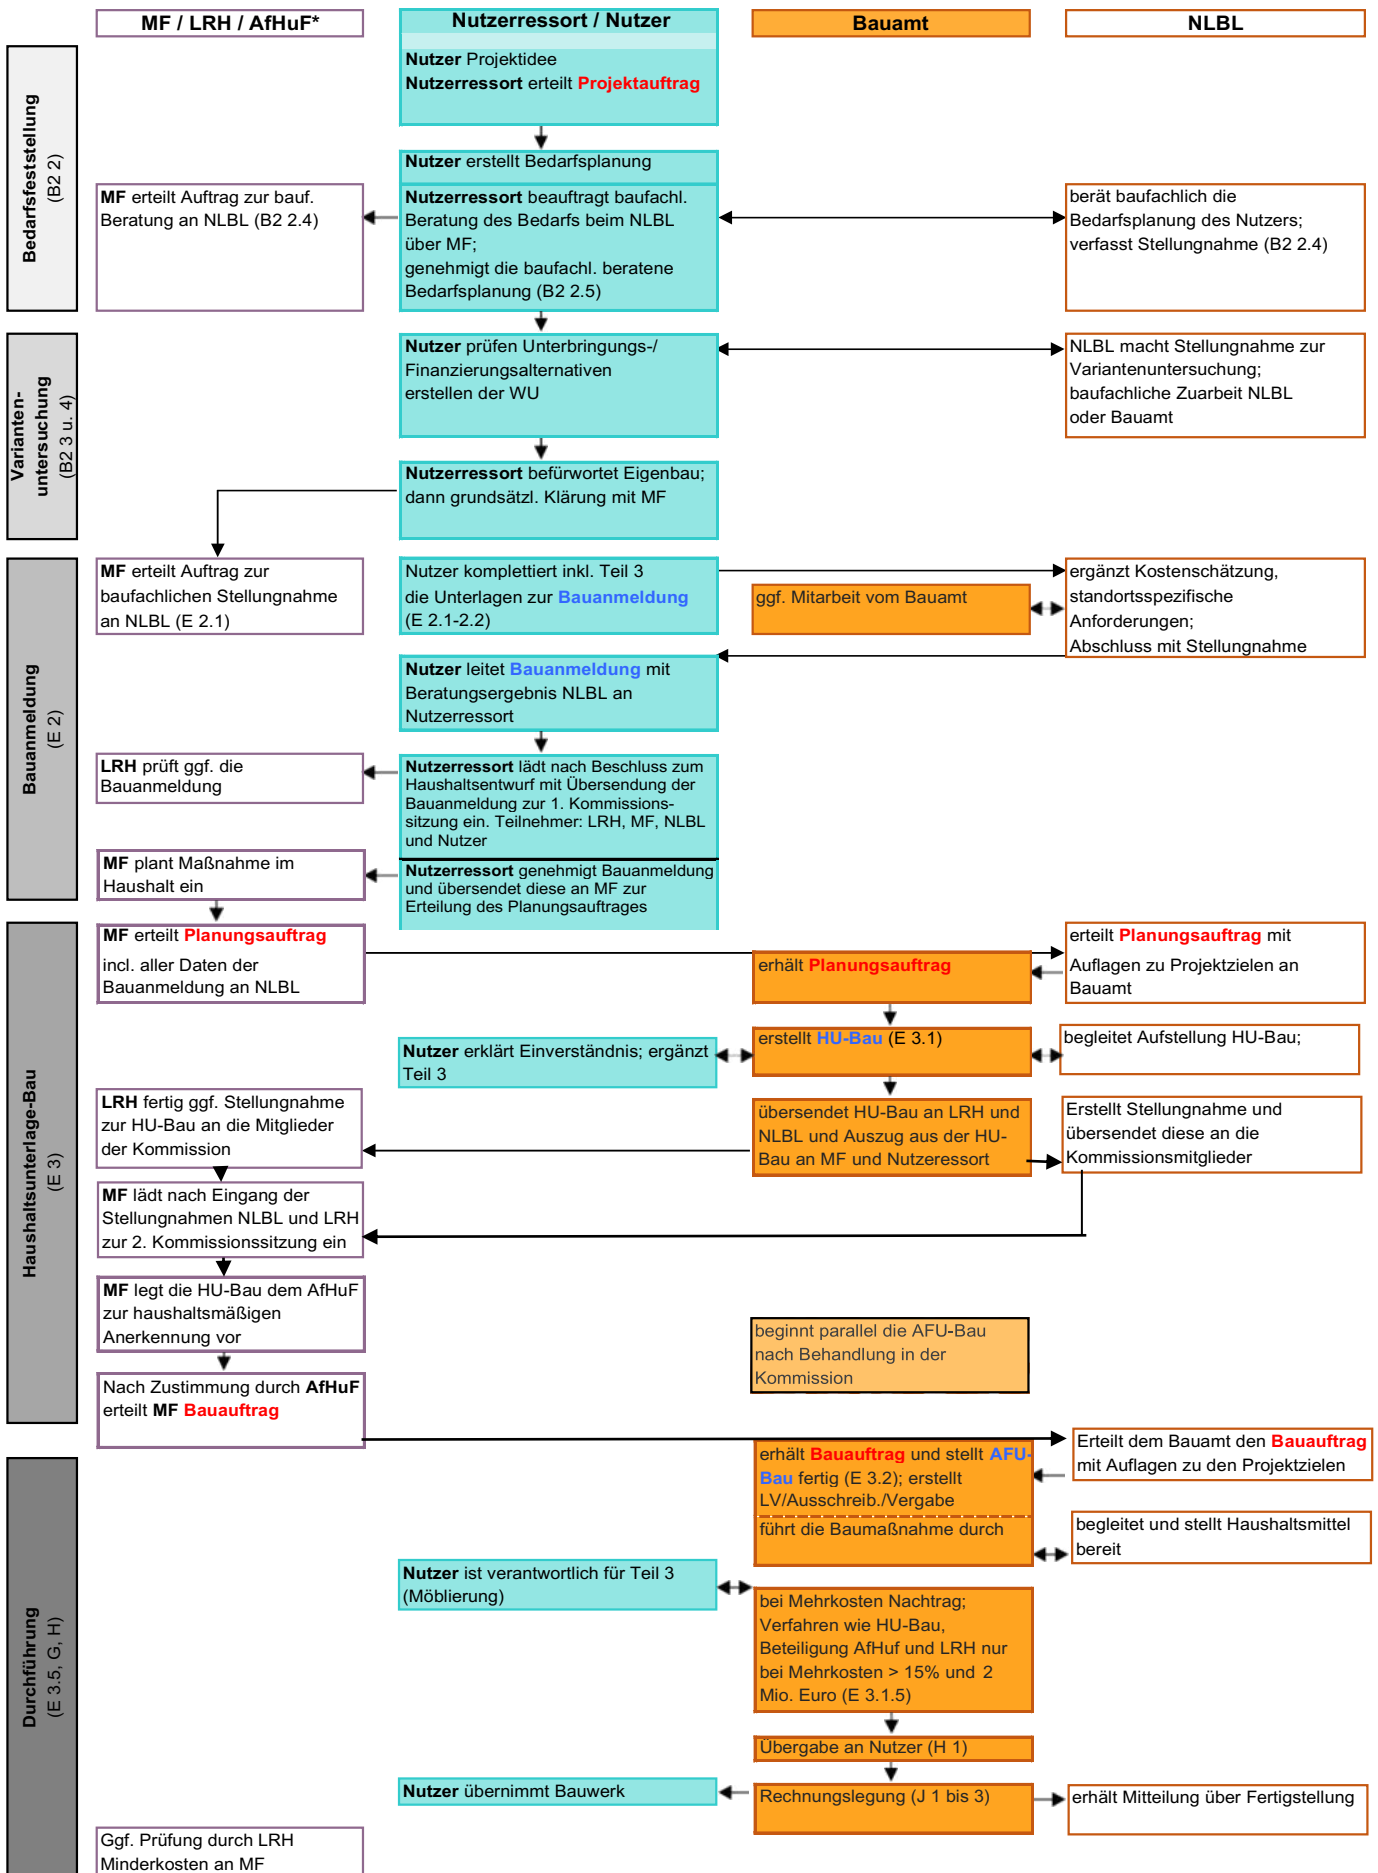 MF / LRH / AfHuF*
Nutzerressort / Nutzer
Bauamt
NLBL
Bedarfsfeststellung
(B2 2)
Nutzer Projektidee
Nutzerressort erteilt Projektauftrag
Nutzer erstellt Bedarfsplanung
MF erteilt Auftrag zur bauf.
Beratung an NLBL (B2 2.4)
Nutzerressort beauftragt baufachl.
Beratung des Bedarfs beim NLBL
über MF;
genehmigt die baufachl. beratene
Bedarfsplanung (B2 2.5)
berät baufachlich die
Bedarfsplanung des Nutzers;
verfasst Stellungnahme (B2 2.4)
Varianten-
untersuchung
(B2 3 u. 4)
Nutzer prüfen Unterbringungs-/
Finanzierungsalternativen
erstellen der WU
NLBL macht Stellungnahme zur
Variantenuntersuchung;
baufachliche Zuarbeit NLBL
oder Bauamt
Nutzerressort befürwortet Eigenbau;
dann grundsätzl. Klärung mit MF
Bauanmeldung
(E 2)
MF erteilt Auftrag zur
baufachlichen Stellungnahme
an NLBL (E 2.1)
Nutzer komplettiert inkl. Teil 3
die Unterlagen zur Bauanmeldung
(E 2.1-2.2)
ggf. Mitarbeit vom Bauamt
ergänzt Kostenschätzung,
standortsspezifische
Anforderungen;
Abschluss mit Stellungnahme
Nutzer leitet Bauanmeldung mit
Beratungsergebnis NLBL an
Nutzerressort
LRH prüft ggf. die
Bauanmeldung
Nutzerressort lädt nach Beschluss zum
Haushaltsentwurf mit Übersendung der
Bauanmeldung zur 1. Kommissions-
sitzung ein. Teilnehmer: LRH, MF, NLBL
und Nutzer
MF plant Maßnahme im
Haushalt ein
Nutzerressort genehmigt Bauanmeldung
und übersendet diese an MF zur
Erteilung des Planungsauftrages
Haushaltsunterlage-Bau
(E 3)
MF erteilt Planungsauftrag
incl. aller Daten der
Bauanmeldung an NLBL
erhält Planungsauftrag
erteilt Planungsauftrag mit
Auflagen zu Projektzielen an
Bauamt
Nutzer erklärt Einverständnis; ergänzt
Teil 3
erstellt HU-Bau (E 3.1)
begleitet Aufstellung HU-Bau;
LRH fertig ggf. Stellungnahme
zur HU-Bau an die Mitglieder
der Kommission
übersendet HU-Bau an LRH und
NLBL und Auszug aus der HU-
Bau an MF und Nutzeressort
Erstellt Stellungnahme und
übersendet diese an die
Kommissionsmitglieder
MF lädt nach Eingang der
Stellungnahmen NLBL und LRH
zur 2. Kommissionssitzung ein
MF legt die HU-Bau dem AfHuF
zur haushaltsmäßigen
Anerkennung vor
beginnt parallel die AFU-Bau
nach Behandlung in der
Kommission
Nach Zustimmung durch AfHuF
erteilt MF Bauauftrag
Durchführung
(E 3.5, G, H)
erhält Bauauftrag und stellt AFU-
Bau fertig (E 3.2); erstellt
LV/Ausschreib./Vergabe
führt die Baumaßnahme durch
Erteilt dem Bauamt den Bauauftrag
mit Auflagen zu den Projektzielen
begleitet und stellt Haushaltsmittel
bereit
Nutzer ist verantwortlich für Teil 3
(Möblierung)
bei Mehrkosten Nachtrag;
Verfahren wie HU-Bau,
Beteiligung AfHuf und LRH nur
bei Mehrkosten > 15% und 2
Mio. Euro (E 3.1.5)
Übergabe an Nutzer (H 1)
Nutzer übernimmt Bauwerk
Rechnungslegung (J 1 bis 3)
erhält Mitteilung über Fertigstellung
Ggf. Prüfung durch LRH
Minderkosten an MF